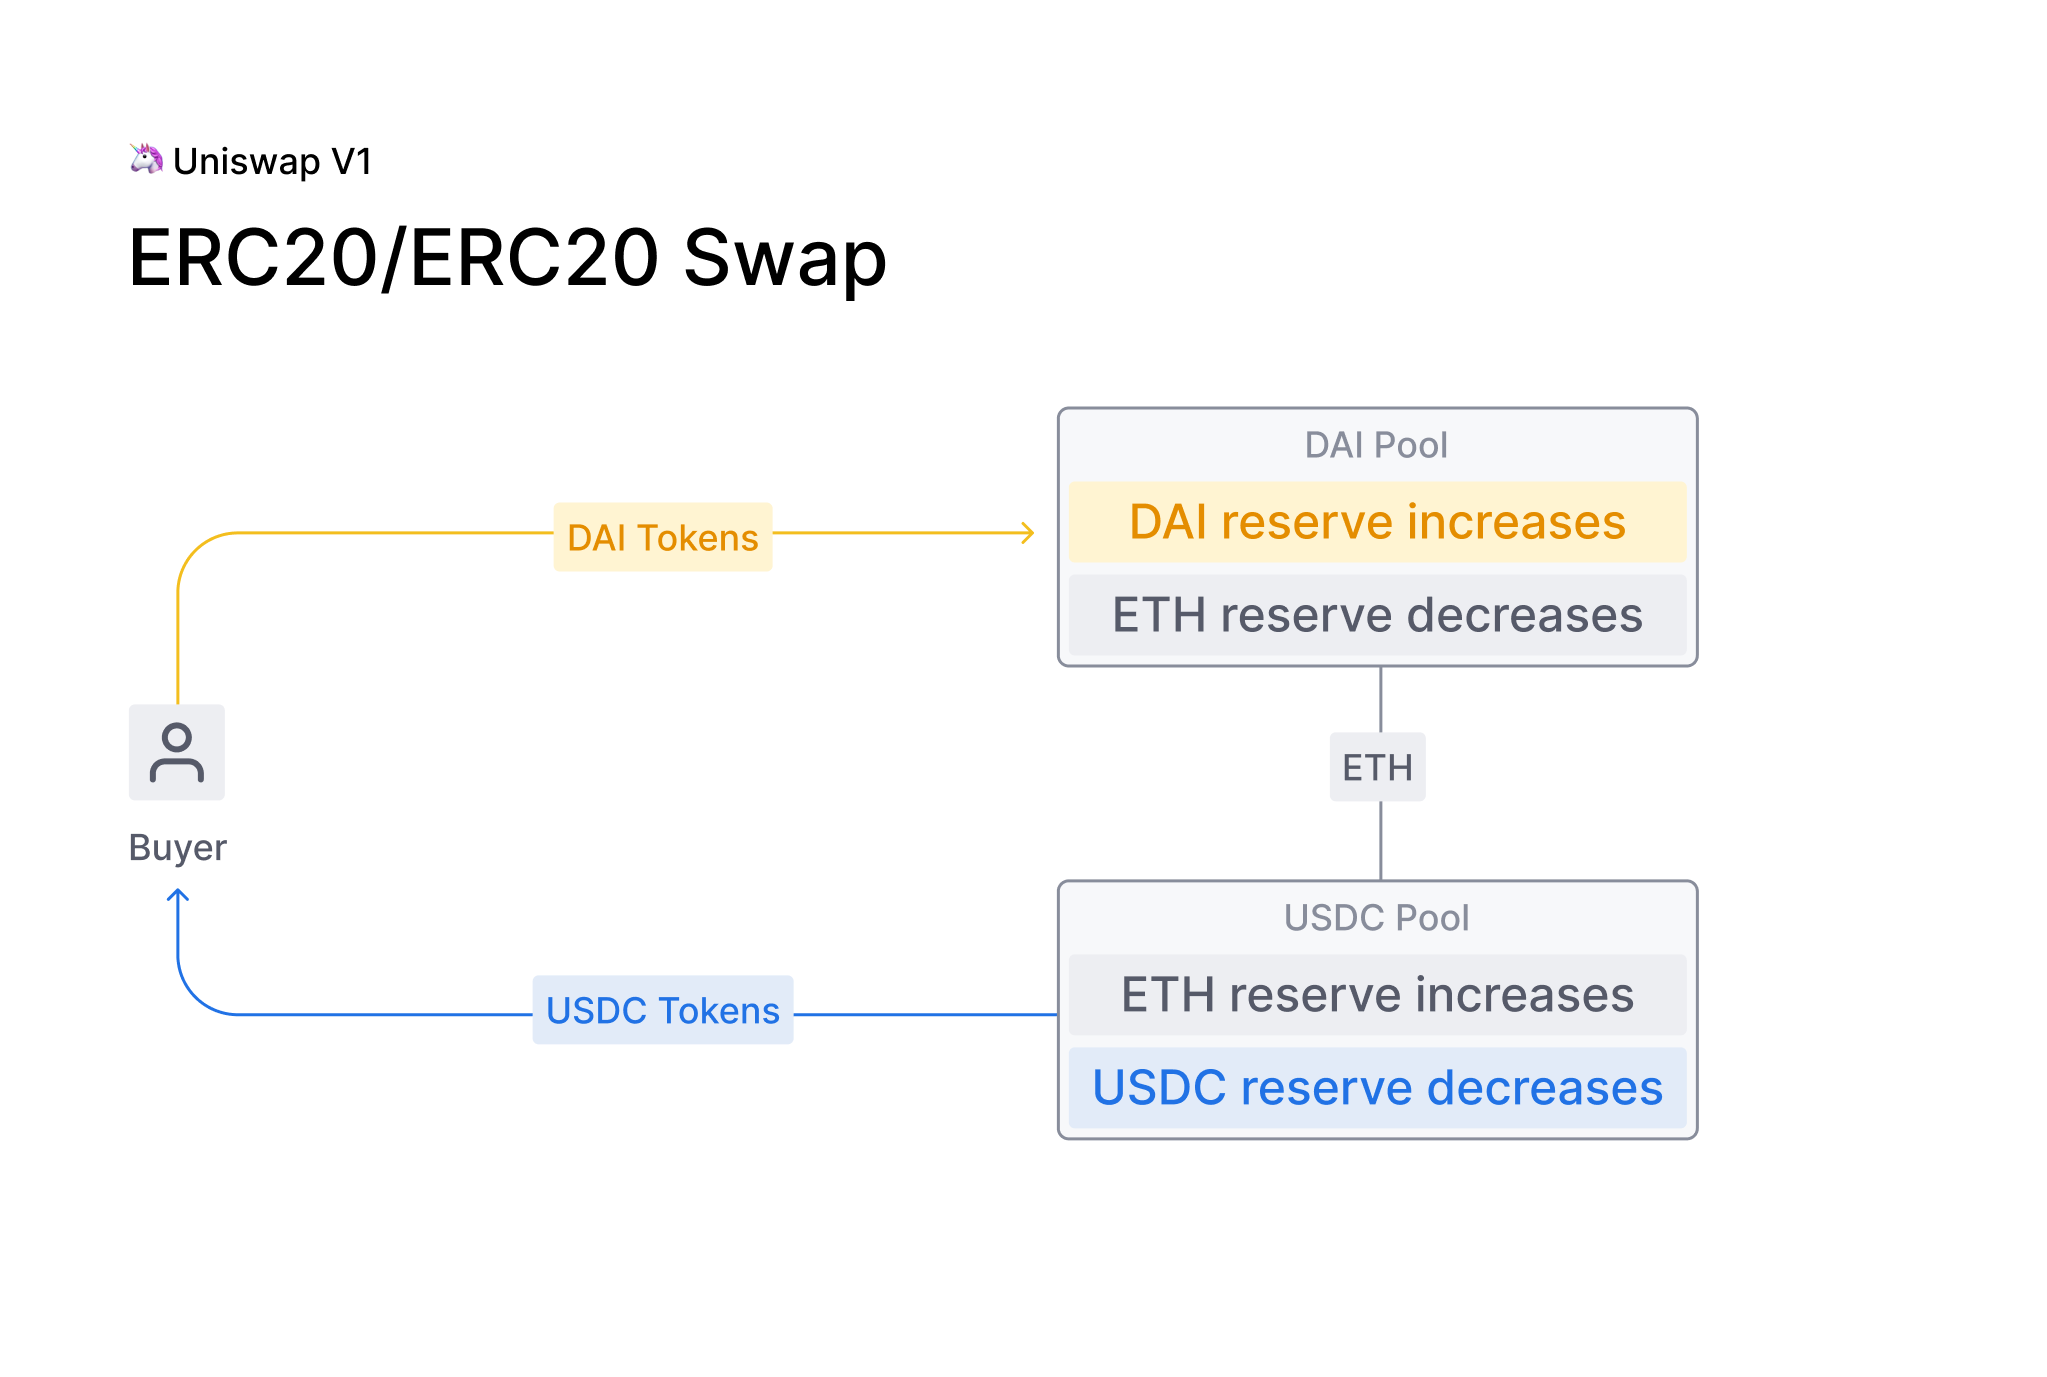 Uniswap V1
ERC20/ERC20 Swap
DAI Pool
DAI reserve increases
DAI Tokens
ETH reserve decreases
ETH
Buyer
USDC Pool
ETH reserve increases
USDC Tokens
USDC reserve decreases